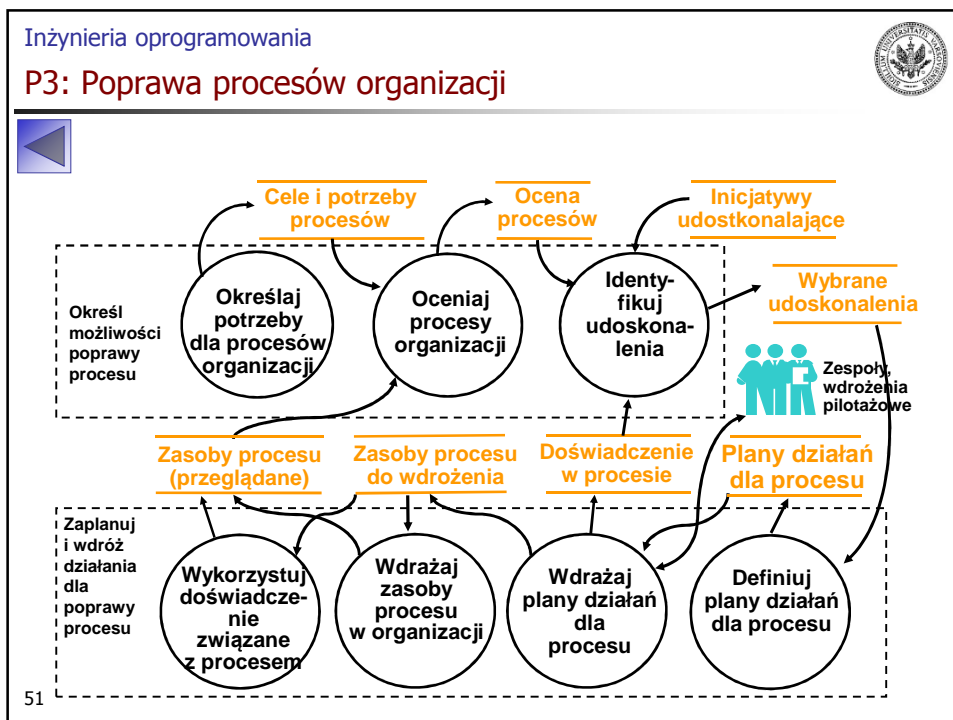 Inżynieria oprogramowania
P3: Poprawa procesów organizacji
Cele i potrzeby
procesów
Ocena
procesów
Inicjatywy
udostkonalające
Określ
możliwości
poprawy
procesu
Określaj
potrzeby
dla procesów
organizacji
Oceniaj
procesy
organizacji
Identy-
fikuj
udoskona-
lenia
Wybrane
udoskonalenia
Zespoły,
wdrożenia
pilotażowe
Zasoby procesu
(przeglądane)
Zasoby procesu
do wdrożenia
Doświadczenie
w procesie
Plany działań
dla procesu
Zaplanuj
i wdróż
działania
dla
poprawy
procesu
Wykorzystuj
doświadcze-
nie
związane
z procesem
Wdrażaj
zasoby
procesu
w organizacji
Wdrażaj
plany działań
dla
procesu
Definiuj
plany działań
dla procesu
51